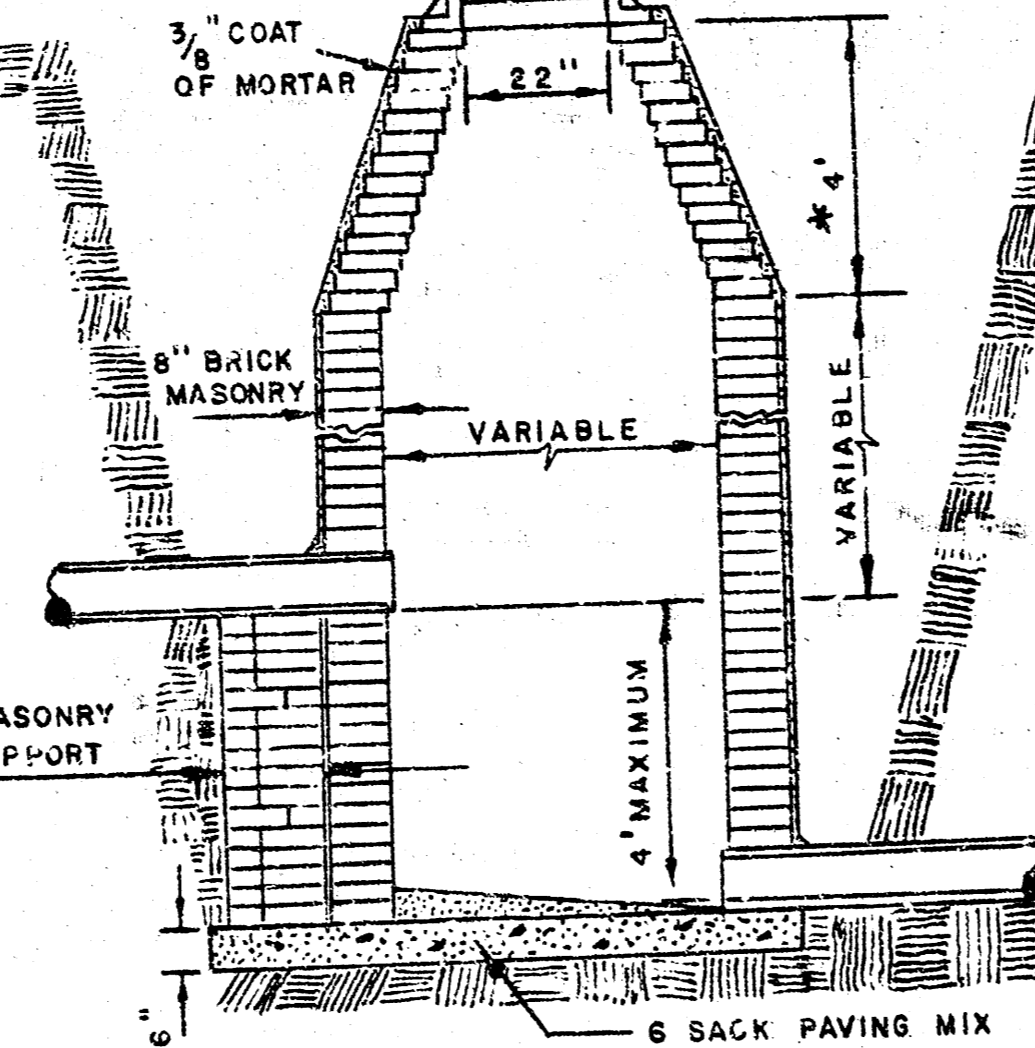 3/8" COAT
OF MORTAR
22"
* 4'
8" BRICK
MASONRY
VARIABLE
VARIABLE
4' MAXIMUM
ASONRY
PPORT
6"
6 SACK PAVING MIX